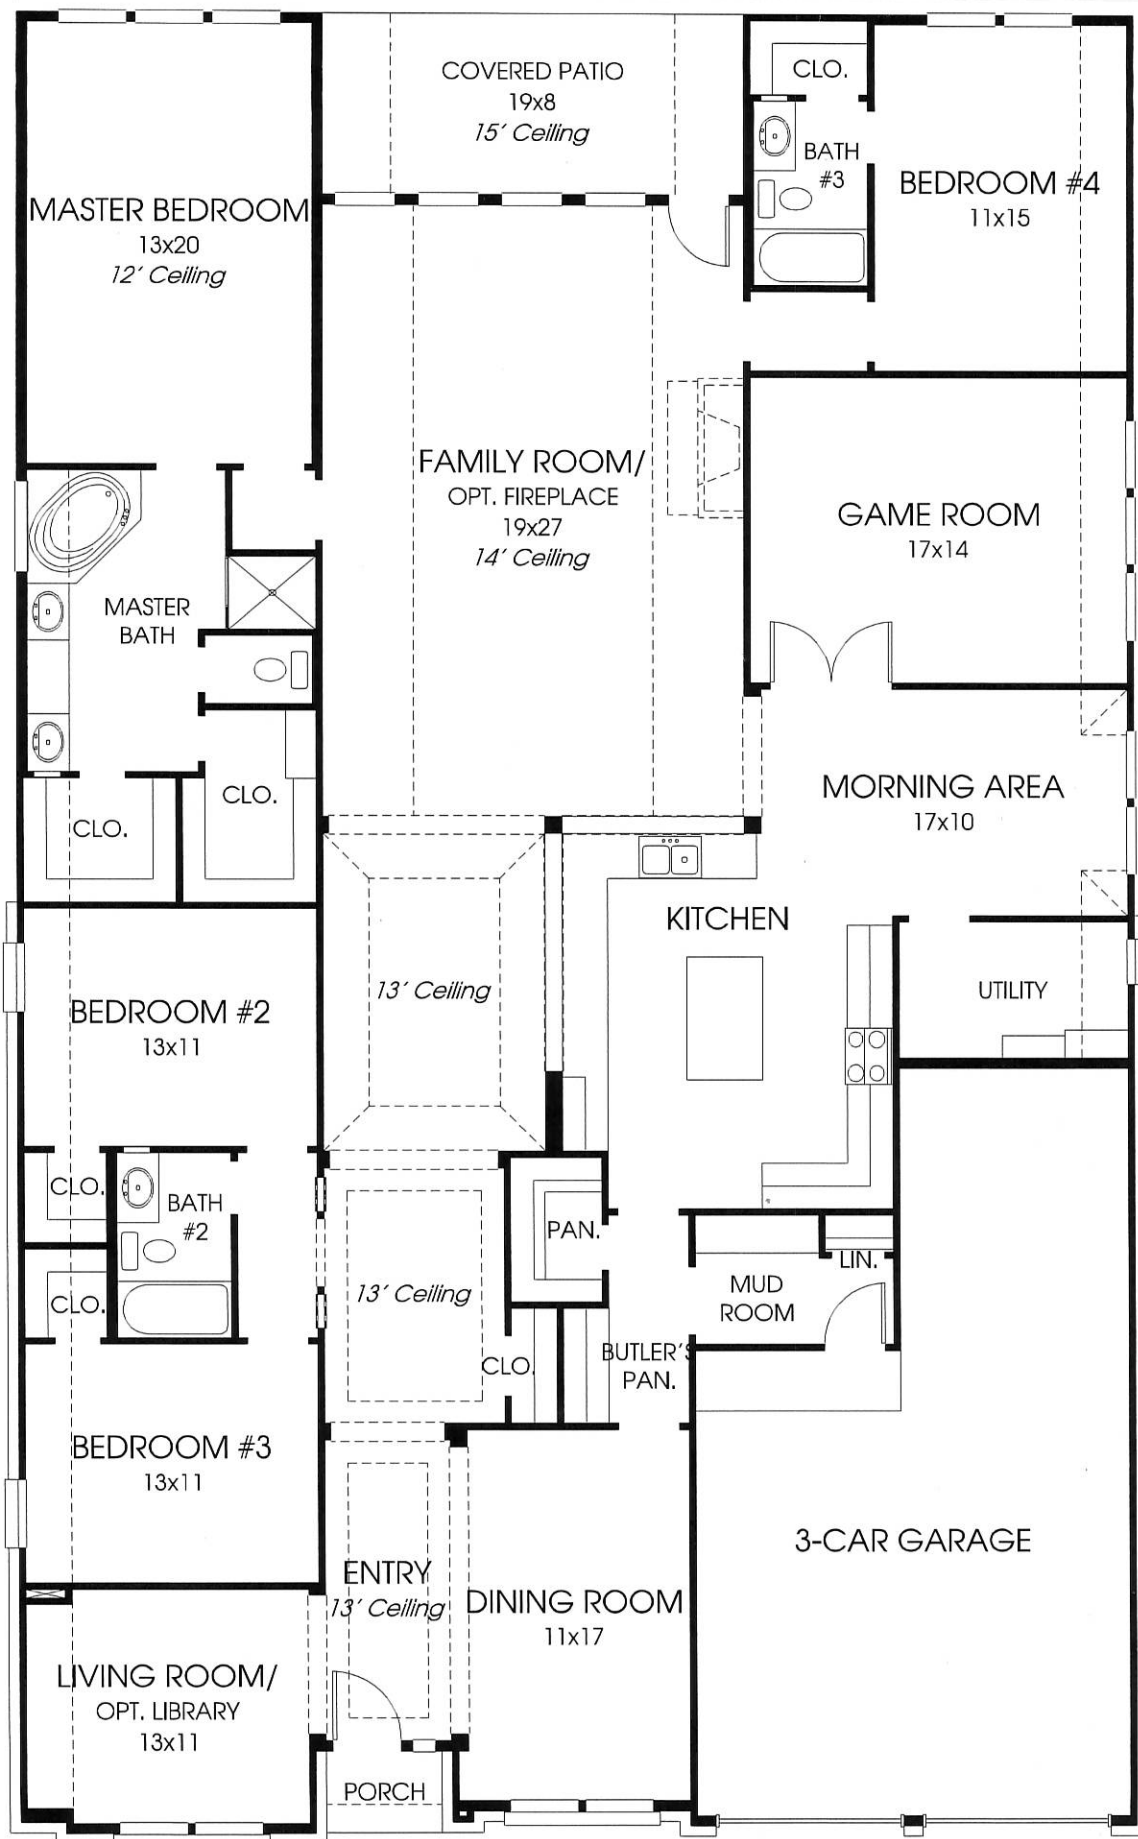 COVERED PATIO
19x8
15' Ceiling
CLO.
BATH
#3
BEDROOM #4
11x15
MASTER BEDROOM
13x20
12' Ceiling
FAMILY ROOM/
OPT. FIREPLACE
19x27
14' Ceiling
GAME ROOM
17x14
MASTER
BATH
CLO.
CLO.
MORNING AREA
17x10
KITCHEN
UTILITY
13' Ceiling
BEDROOM #2
13x11
CLO.
BATH
#2
CLO.
PAN.
13' Ceiling
LIN.
MUD
ROOM
CLO.
BUTLER'S
PAN.
BEDROOM #3
13x11
3-CAR GARAGE
ENTRY
13' Ceiling
DINING ROOM
11x17
LIVING ROOM/
OPT. LIBRARY
13x11
PORCH